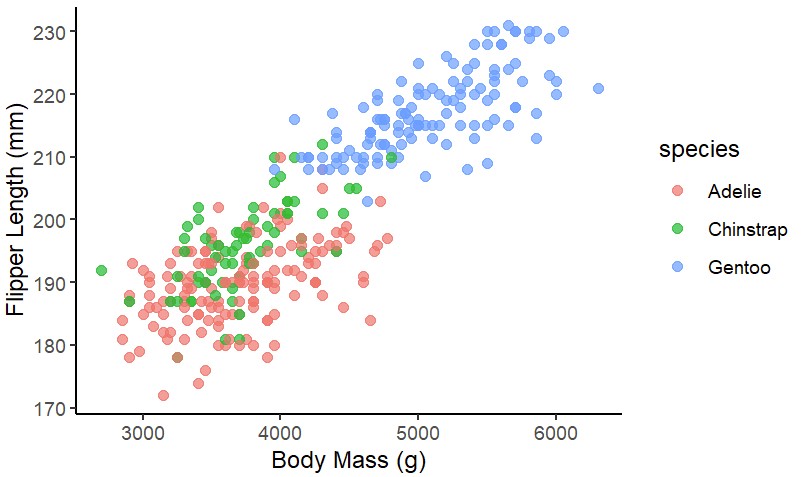 230
220
210
200
190
180
170
Flipper Length (mm)
3000
4000
5000
6000
Body Mass (g)
species
Adelie
Chinstrap
Gentoo